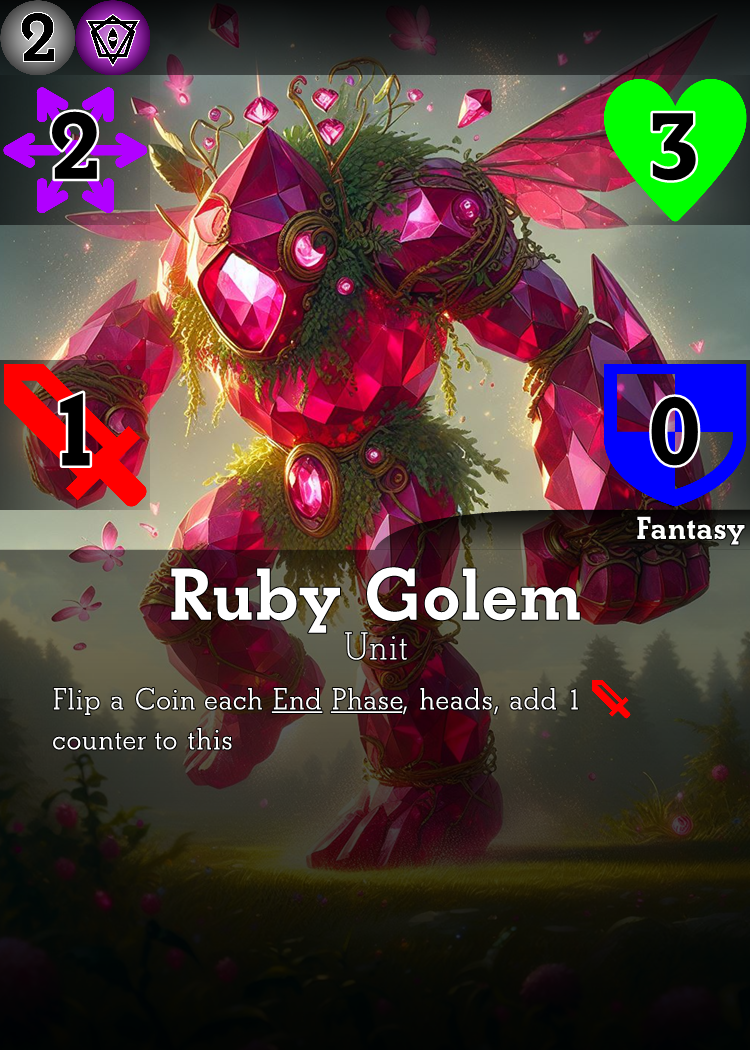 2
2
3
1
0
Fantasy
Ruby Golem
Unit
Flip a Coin each End Phase, heads, add 1
counter to this